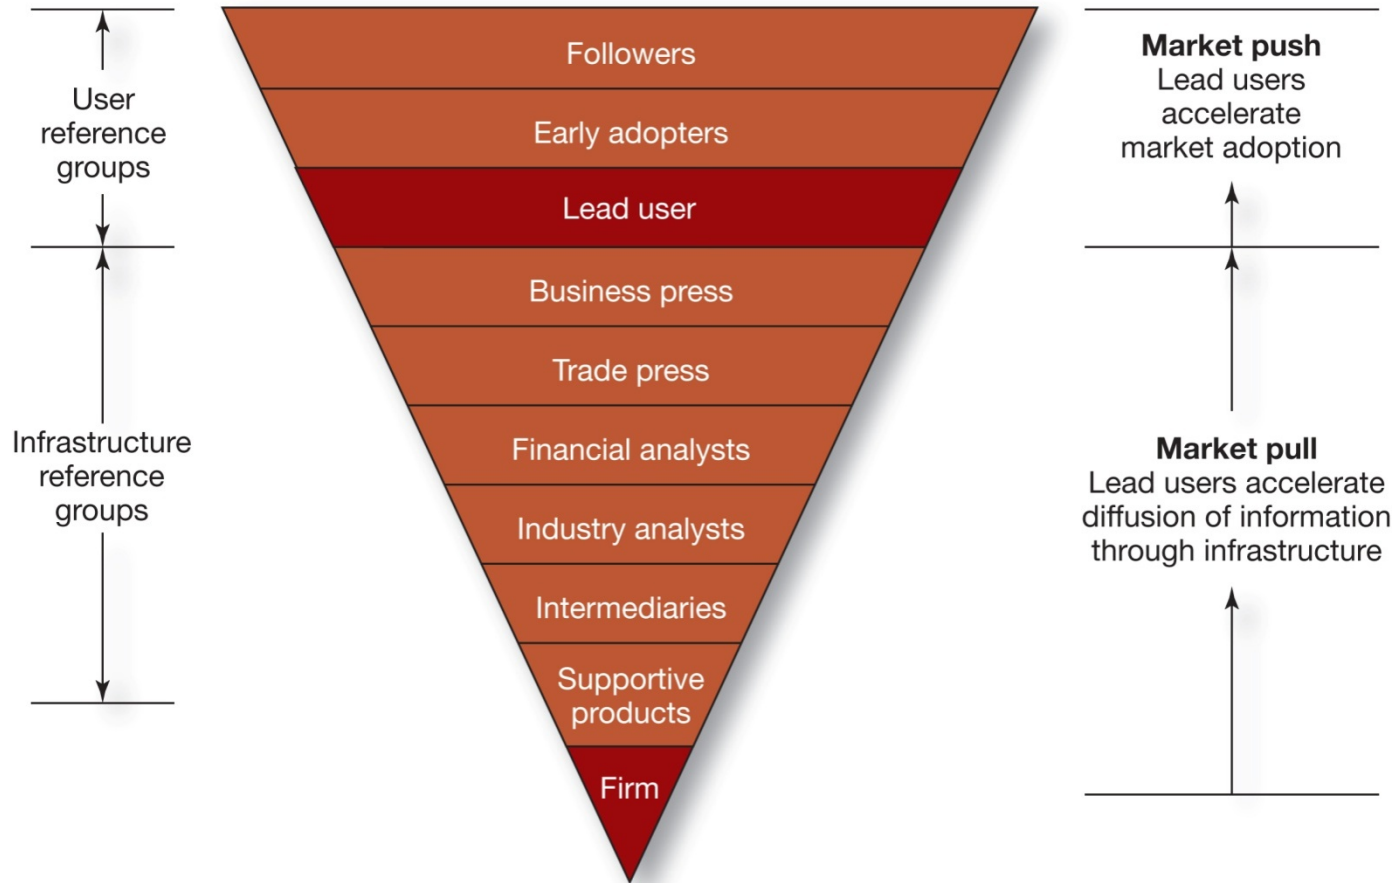 User
reference
groups
Infrastructure
reference
groups
Followers
Early adopters
Lead user
Business press
Trade press
Financial analysts
Industry analysts
Intermediaries
Supportive
products
Firm
Market push
Lead users
accelerate
market adoption
Market pull
Lead users accelerate
diffusion of information
through infrastructure